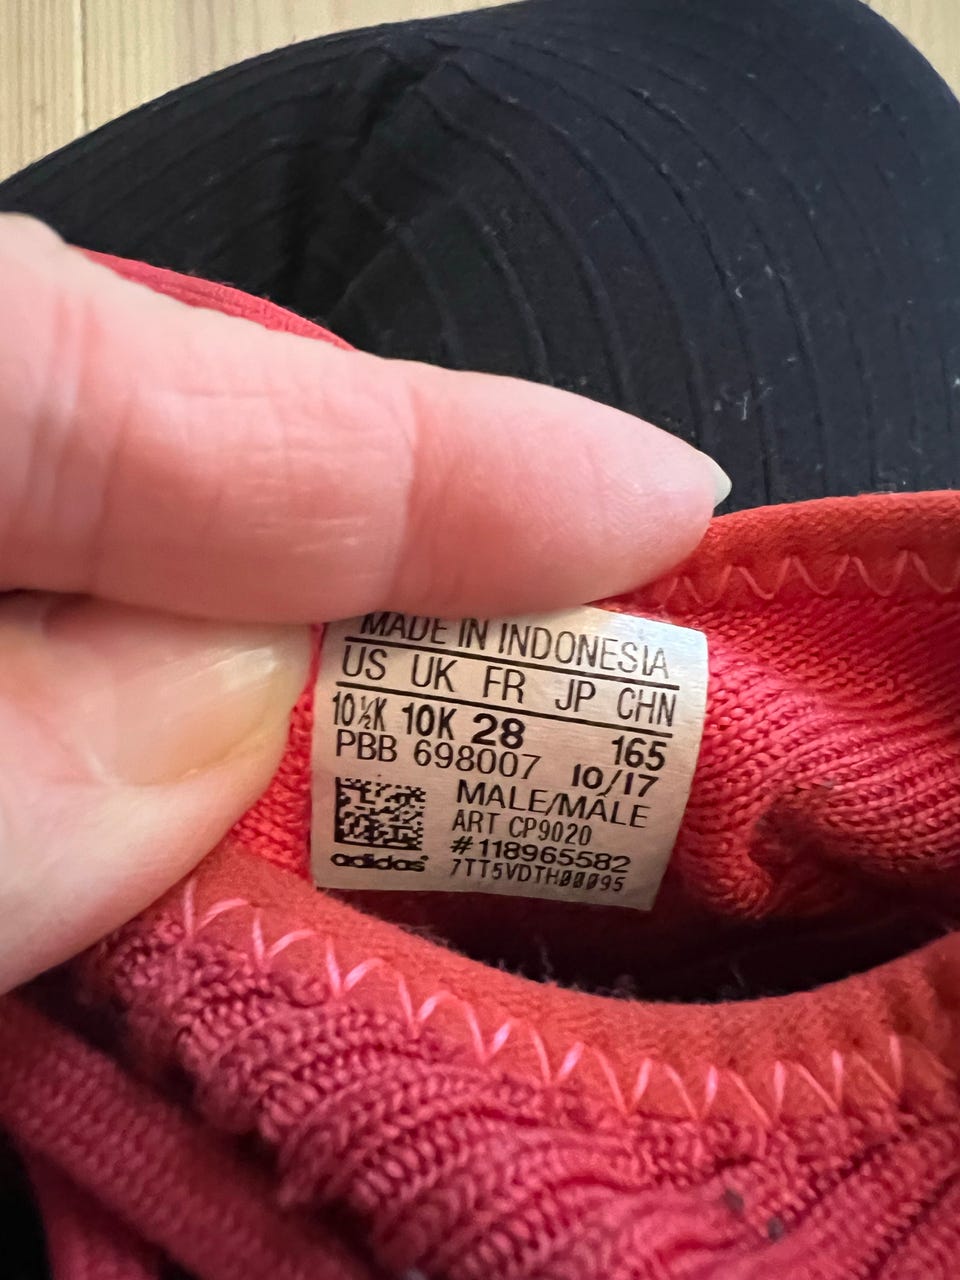 MADE IN INDONESIA
US UK FR JP CHN
10½K 10K 28 165
PBB 698007 10/17
MALE/MÂLE
ART CP9020
#118965582
adidas 7TT5VDTH00095